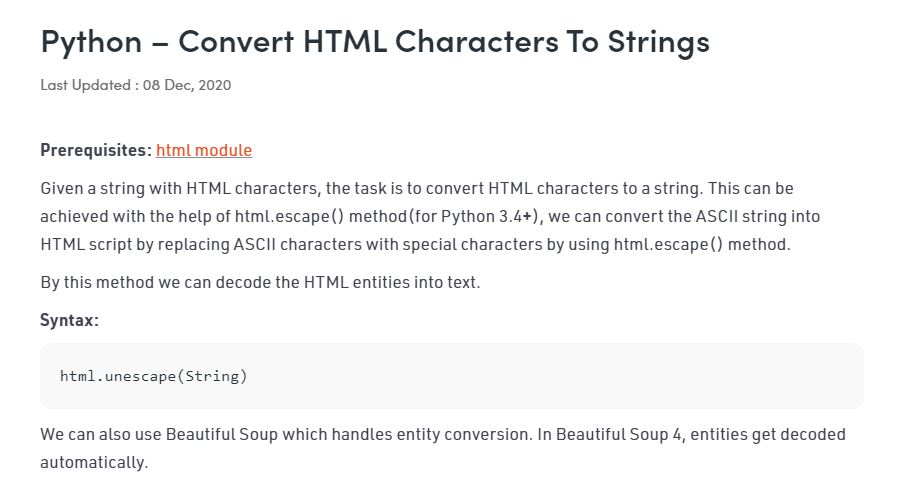 Python – Convert HTML Characters To Strings
Last Updated : 08 Dec, 2020
Prerequisites: html module
Given a string with HTML characters, the task is to convert HTML characters to a string. This can be
achieved with the help of html.escape() method(for Python 3.4+), we can convert the ASCII string into
HTML script by replacing ASCII characters with special characters by using html.escape() method.
By this method we can decode the HTML entities into text.
Syntax:
html.unescape(String)
We can also use Beautiful Soup which handles entity conversion. In Beautiful Soup 4, entities get decoded
automatically.